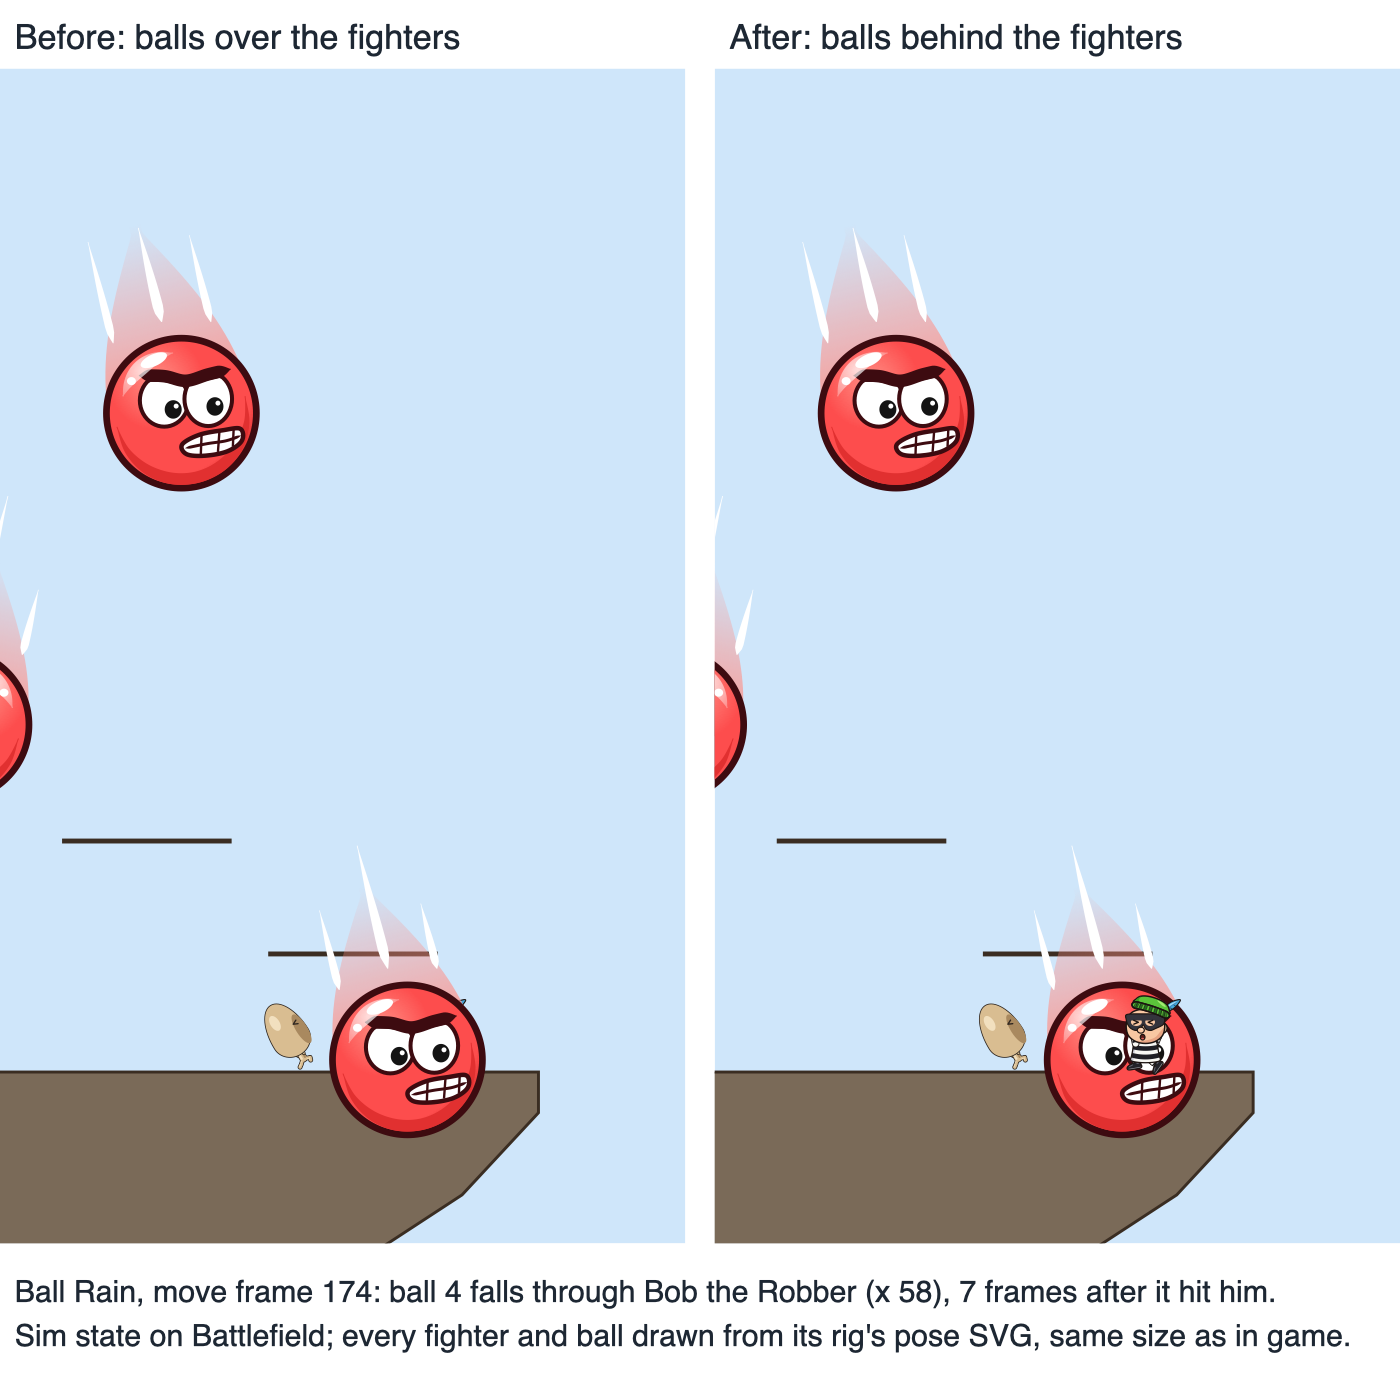 Before: balls over the fighters
After: balls behind the fighters
Ball Rain, move frame 174: ball 4 falls through Bob the Robber (x 58), 7 frames after it hit him.
Sim state on Battlefield; every fighter and ball drawn from its rig's pose SVG, same size as in game.